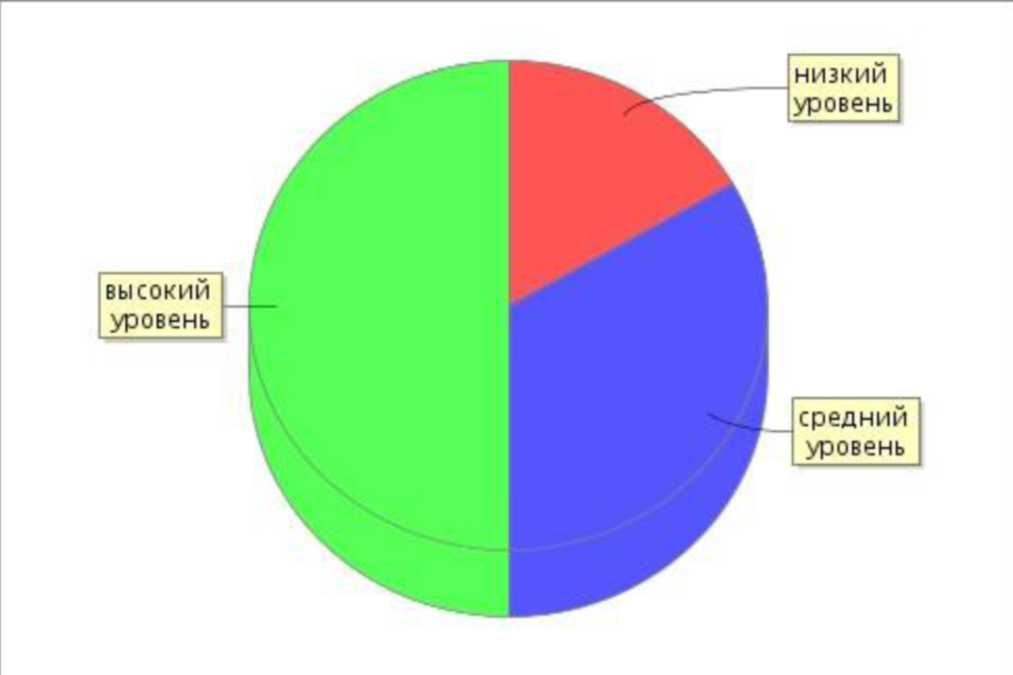 низкий
уровень
высокий
уровень
средний
уровень